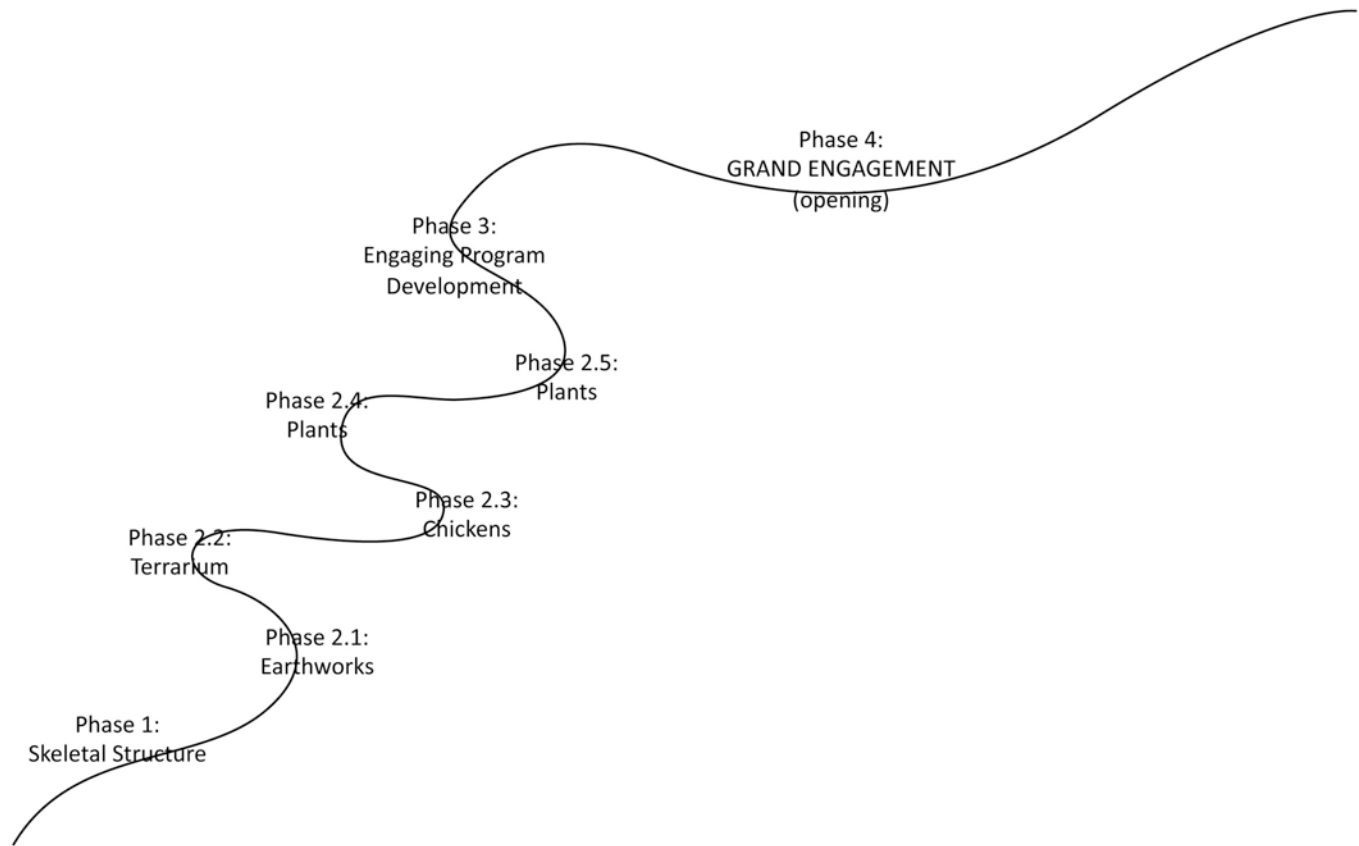 Phase 4:
GRAND ENGAGEMENT
(opening)
Phase 3:
Engaging Program
Development
Phase 2.5:
Plants
Phase 2.4:
Plants
Phase 2.3:
Chickens
Phase 2.2:
Terrarium
Phase 2.1:
Earthworks
Phase 1:
Skeletal Structure